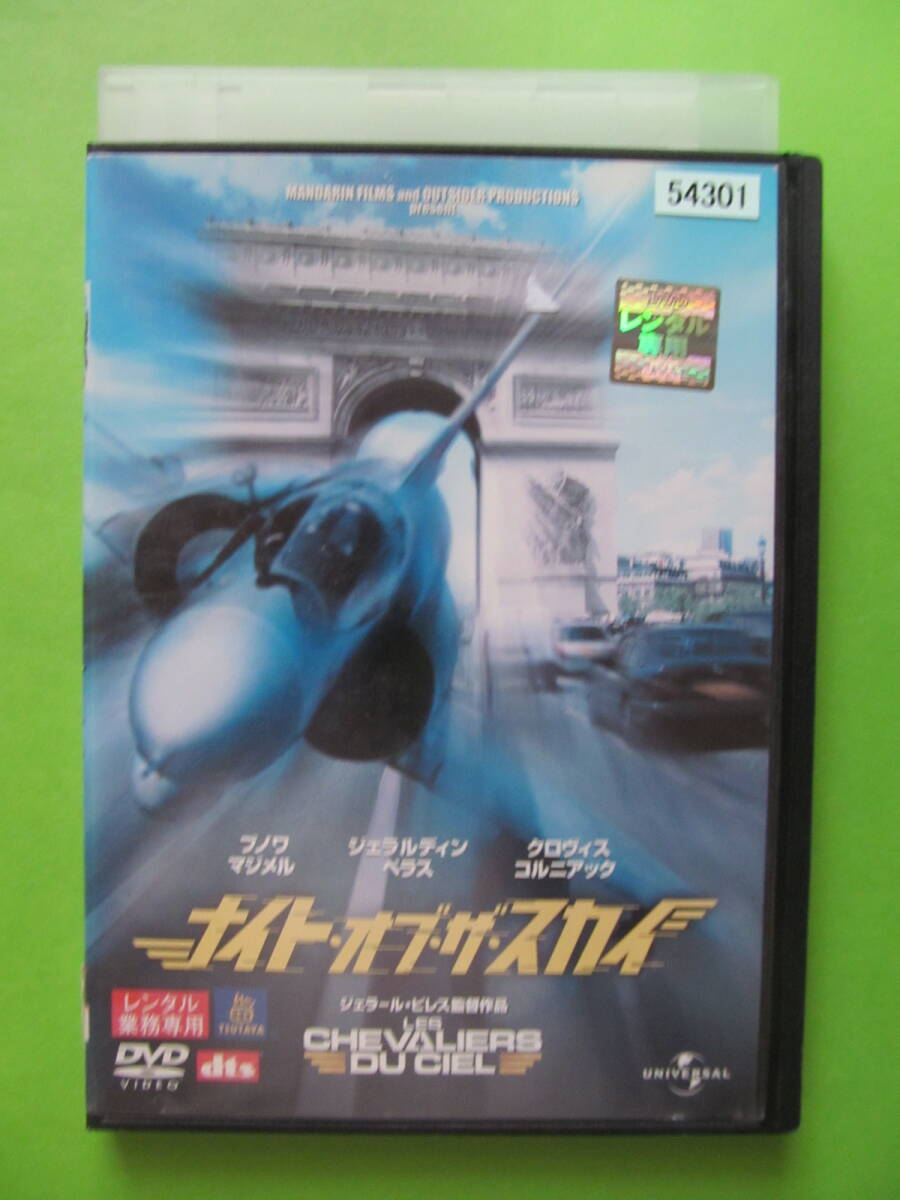 MANDARIN FILMS and OUTSIDER PRODUCTIONS
present
54301
レンタル
専用
ブノワ
マジメル
ジェラルディン
ペラス
クロヴィス
コルニアック
ナイト・オブ・ザ・スカイ
ジェラール・ピレス監督作品
LES
CHEVALIERS
DU CIEL
レンタル
業務専用
TSUTAYA
DVD
VIDEO
dts
UNIVERSAL